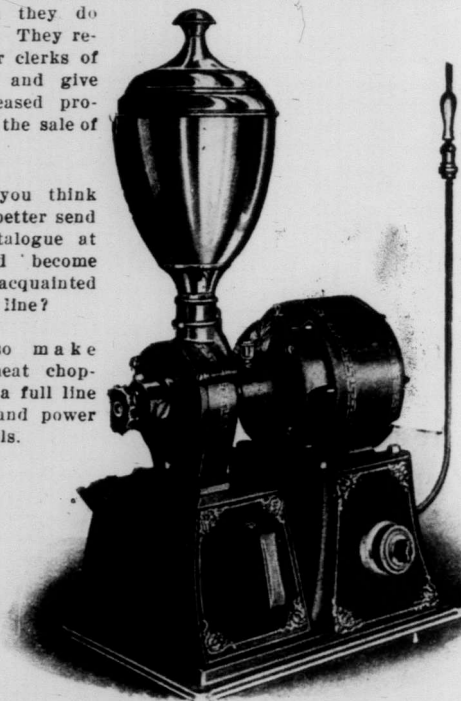 they do
They re-
clerks of
and give
eased pro-
the sale of
you think
better send
talogue at
become
acquainted
line?
so make
eat chop-
a full line
and power
ls.